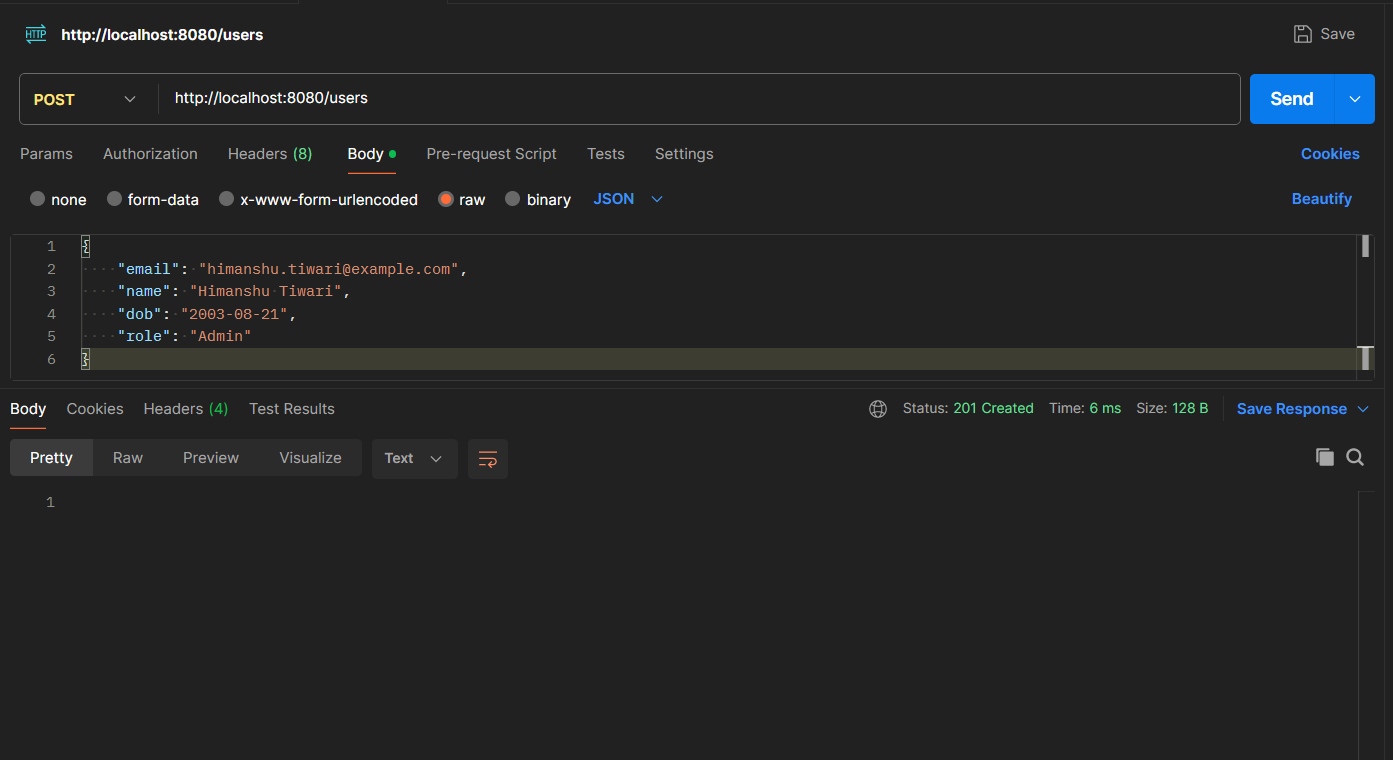 HTTP http://localhost:8080/users Save
POST http://localhost:8080/users Send
Params Authorization Headers (8) Body Pre-request Script Tests Settings Cookies
none form-data x-www-form-urlencoded raw binary JSON Beautify
1 {
2 "email": "himanshu.tiwari@example.com",
3 "name": "Himanshu Tiwari",
4 "dob": "2003-08-21",
5 "role": "Admin"
6 }
Body Cookies Headers (4) Test Results Status: 201 Created Time: 6 ms Size: 128 B Save Response
Pretty Raw Preview Visualize Text
1